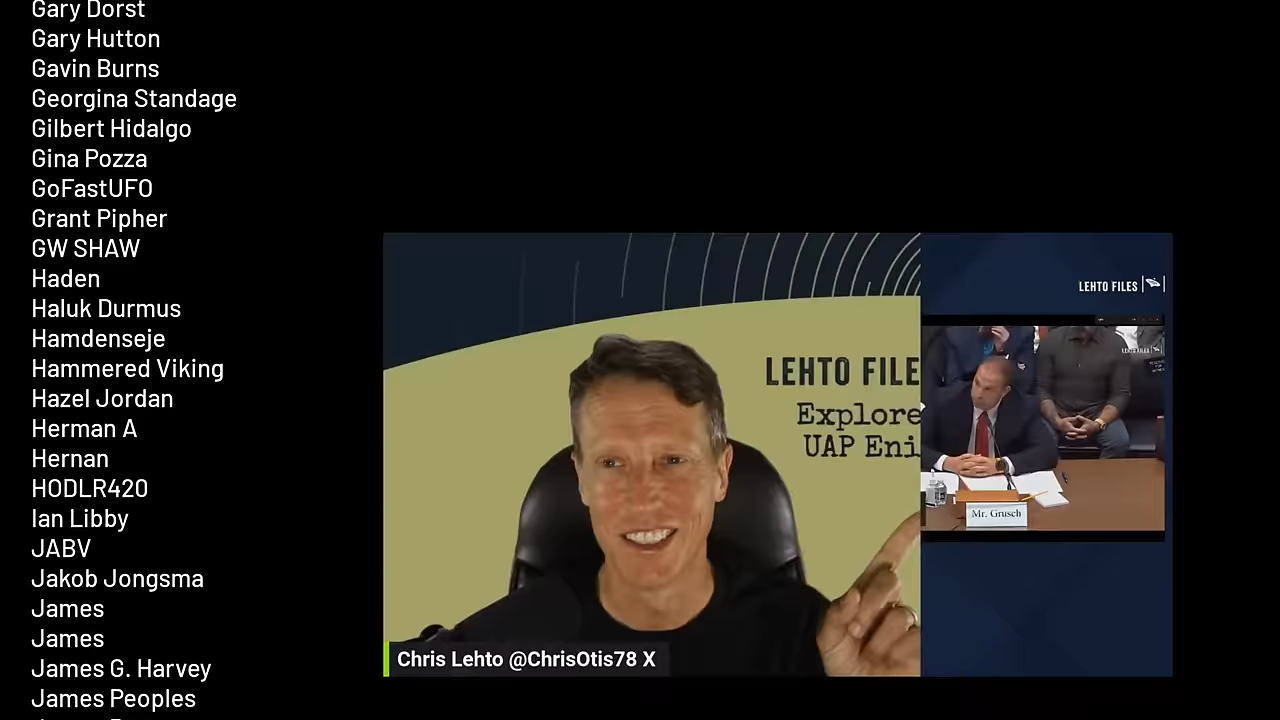 Gary Dorst
Gary Hutton
Gavin Burns
Georgina Standage
Gilbert Hidalgo
Gina Pozza
GoFastUFO
Grant Pipher
GW SHAW
Haden
Haluk Durmus
Hamdenseje
Hammered Viking
Hazel Jordan
Herman A
Hernan
HODLR420
Ian Libby
JABV
Jakob Jongsma
James
James
James G. Harvey
James Peoples
LEHTO FILE
Explore
UAP Eni
LEHTO FILES
LEHTO FILES
Mr. Grusch
Chris Lehto @ChrisOtis78 X